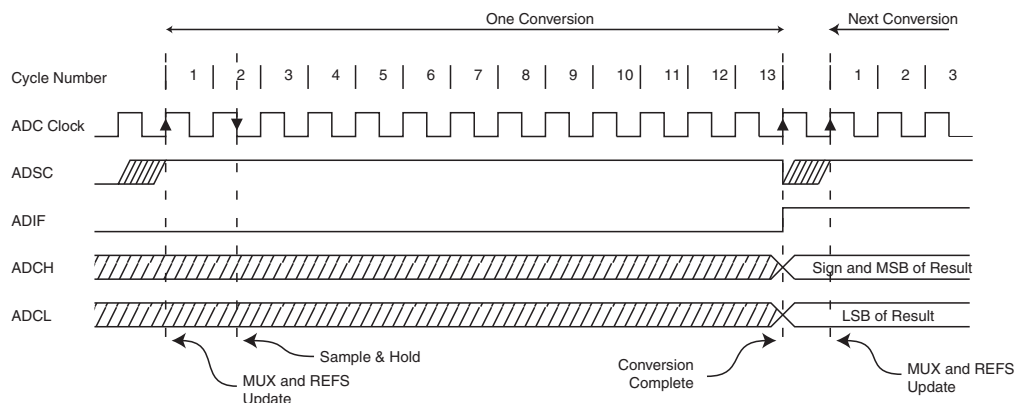 One Conversion Next Conversion
Cycle Number 1 2 3 4 5 6 7 8 9 10 11 12 13 1 2 3
ADC Clock
ADSC
ADIF
ADCH Sign and MSB of Result
ADCL LSB of Result
Sample & Hold
MUX and REFS
Update
Conversion
Complete
MUX and REFS
Update